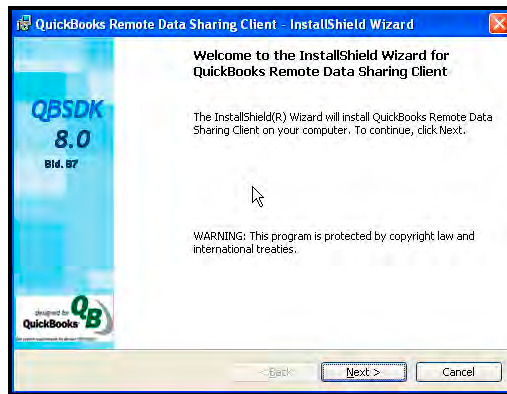 QuickBooks Remote Data Sharing Client - InstallShield Wizard
Welcome to the InstallShield Wizard for
QuickBooks Remote Data Sharing Client
QBSDK
8.0
Bld. B7
The InstallShield(R) Wizard will install QuickBooks Remote Data
Sharing Client on your computer. To continue, click Next.
WARNING: This program is protected by copyright law and
international treaties.
designed by
QB
QuickBooks
< Back
Next >
Cancel